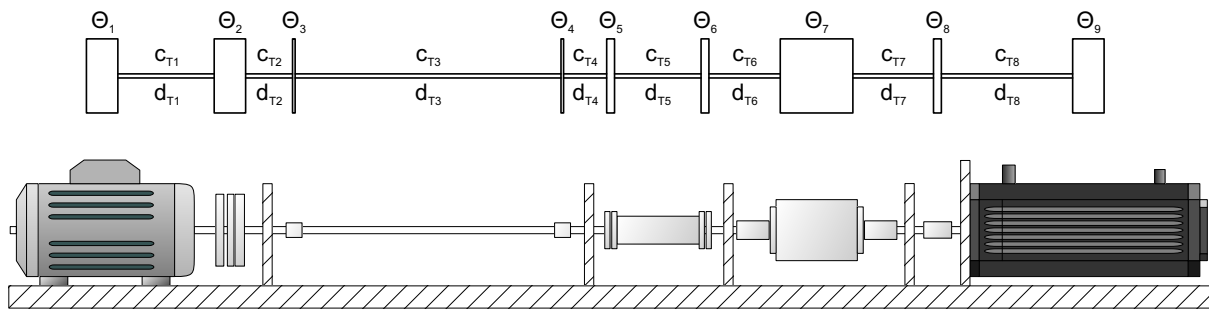 Θ1 Θ2 Θ3 Θ4 Θ5 Θ6 Θ7 Θ8 Θ9
cT1 cT2 cT3 cT4 cT5 cT6 cT7 cT8
dT1 dT2 dT3 dT4 dT5 dT6 dT7 dT8